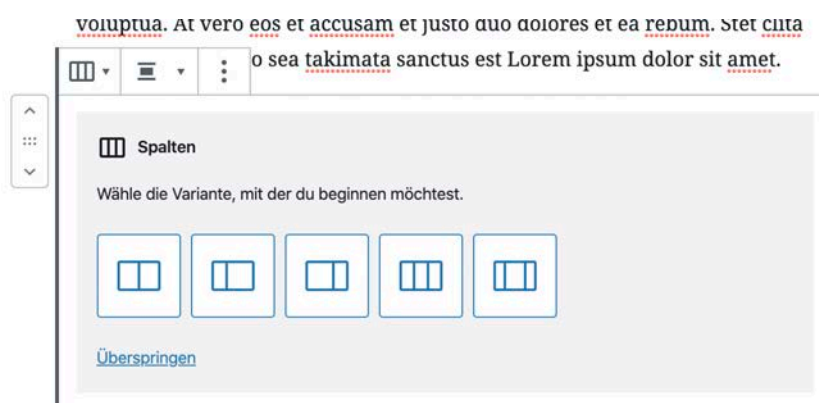 voluptua. At vero eos et accusam et justo duo dolores et ea rebum. Stet clita
o sea takimata sanctus est Lorem ipsum dolor sit amet.
Spalten
Wähle die Variante, mit der du beginnen möchtest.
Überspringen